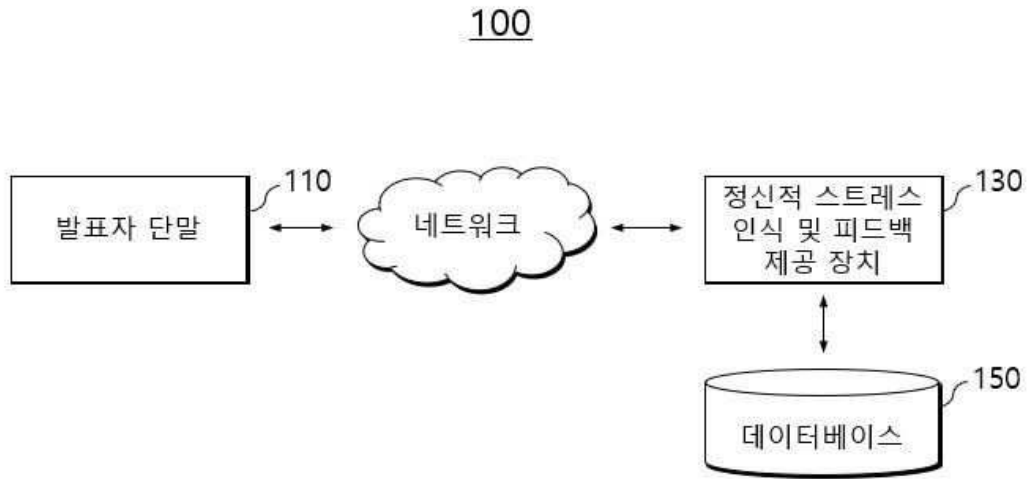 100
발표자 단말
110
네트워크
정신적 스트레스
인식 및 피드백
제공 장치
130
데이터베이스
150